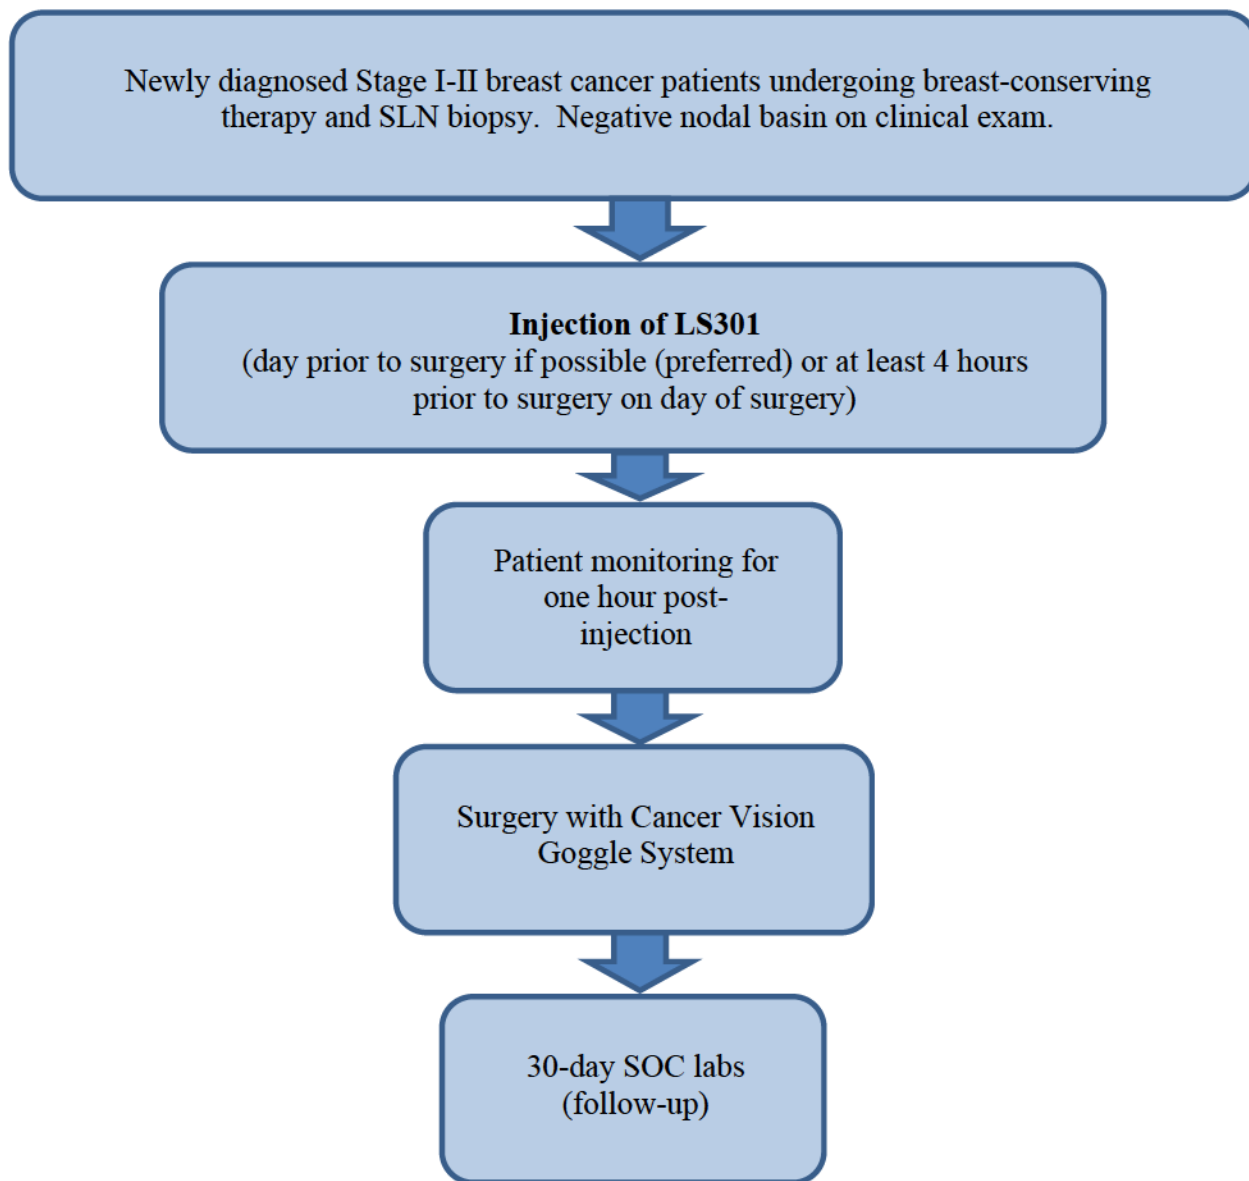 Newly diagnosed Stage I-II breast cancer patients undergoing breast-conserving
therapy and SLN biopsy.  Negative nodal basin on clinical exam.
Injection of LS301
(day prior to surgery if possible (preferred) or at least 4 hours
prior to surgery on day of surgery)
Patient monitoring for
one hour post-
injection
Surgery with Cancer Vision
Goggle System
30-day SOC labs
(follow-up)